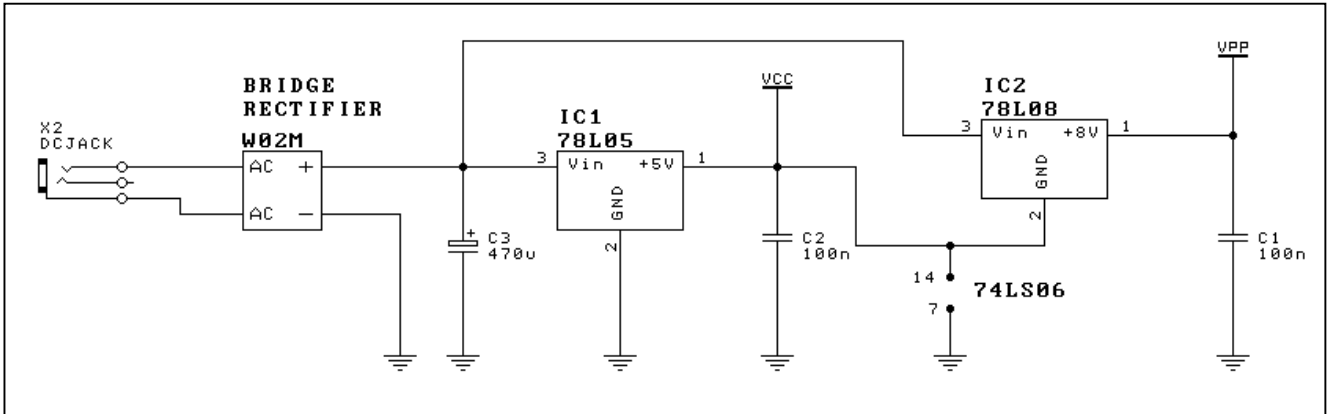 X2
DCJACK
BRIDGE
RECTIFIER
W02M
AC +
AC −
C3
470u
+
IC1
78L05
3
Vin +5V
1
GND
2
VCC
C2
100n
IC2
78L08
3
Vin +8V
1
GND
2
14
7
74LS06
VPP
C1
100n